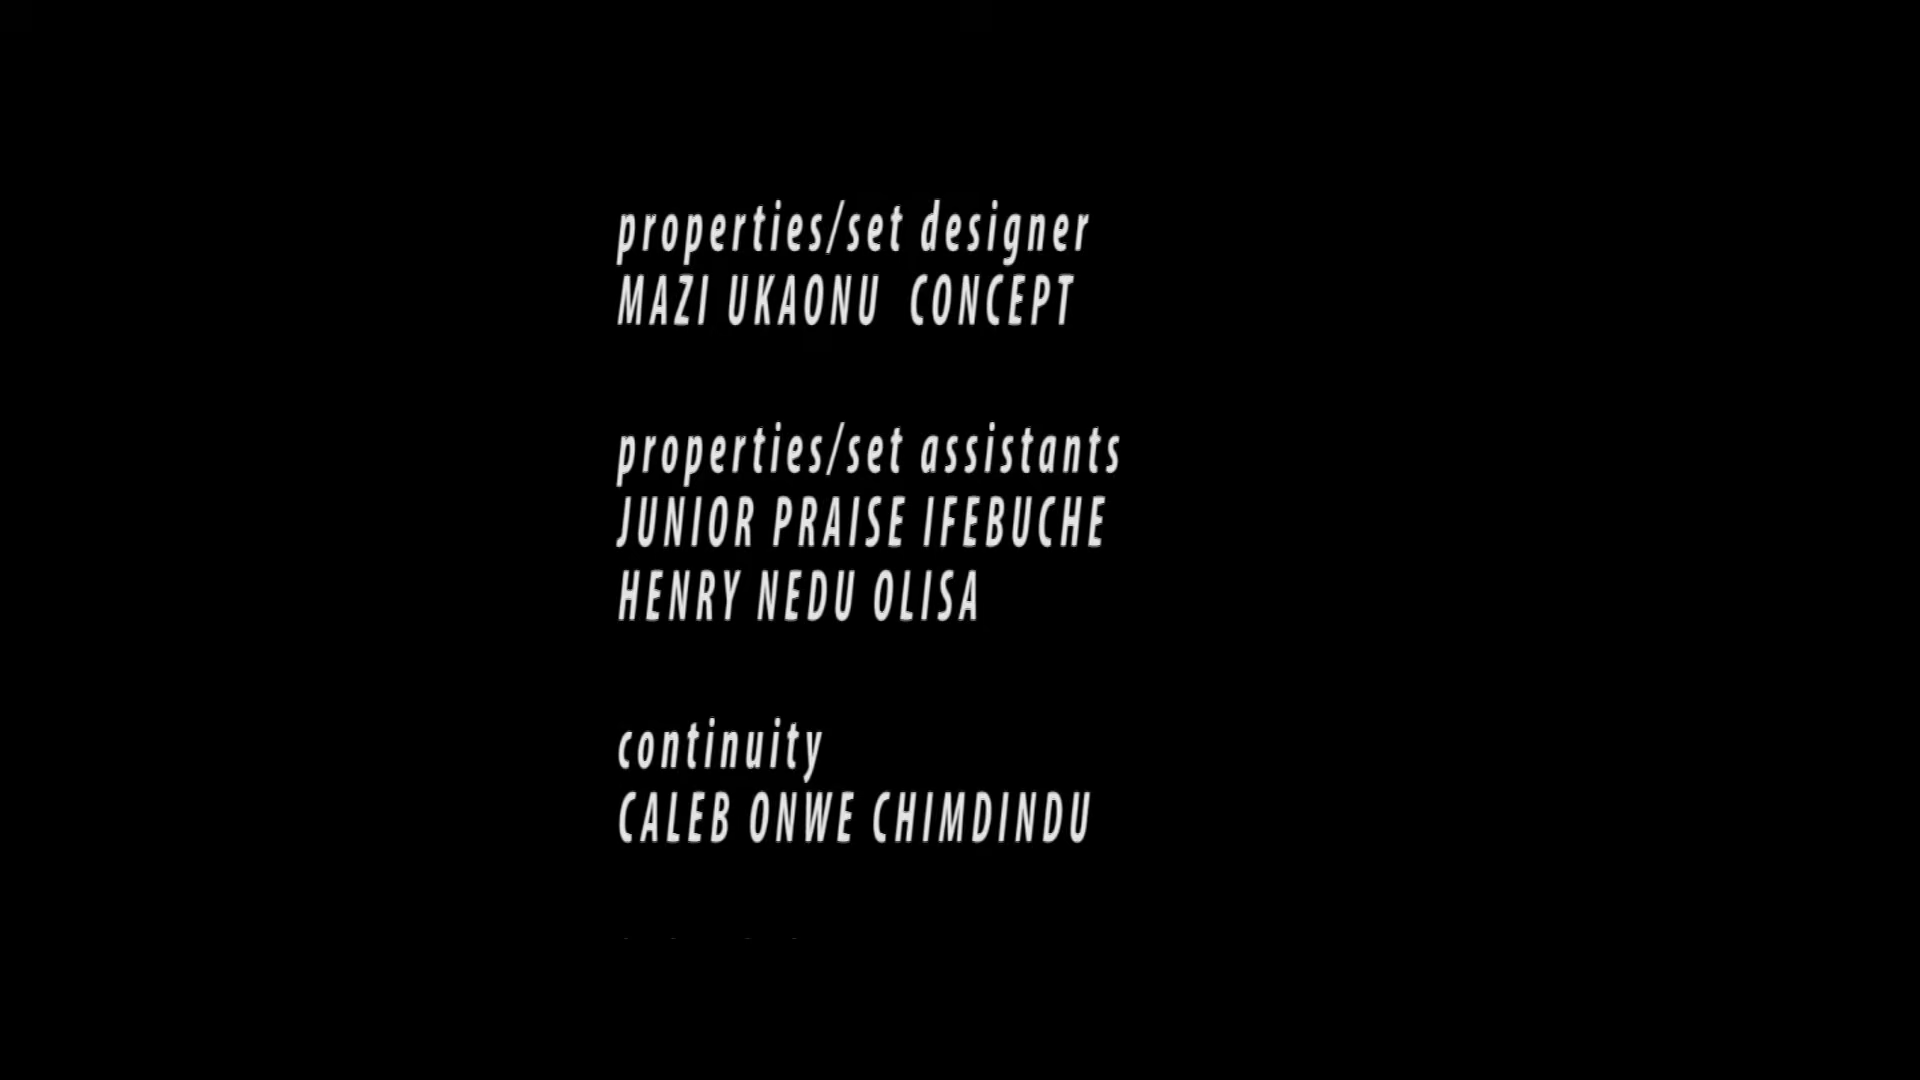 properties/set designer
MAZI UKAONU  CONCEPT
properties/set assistants
JUNIOR PRAISE IFEBUCHE
HENRY NEDU OLISA
continuity
CALEB ONWE CHIMDINDU